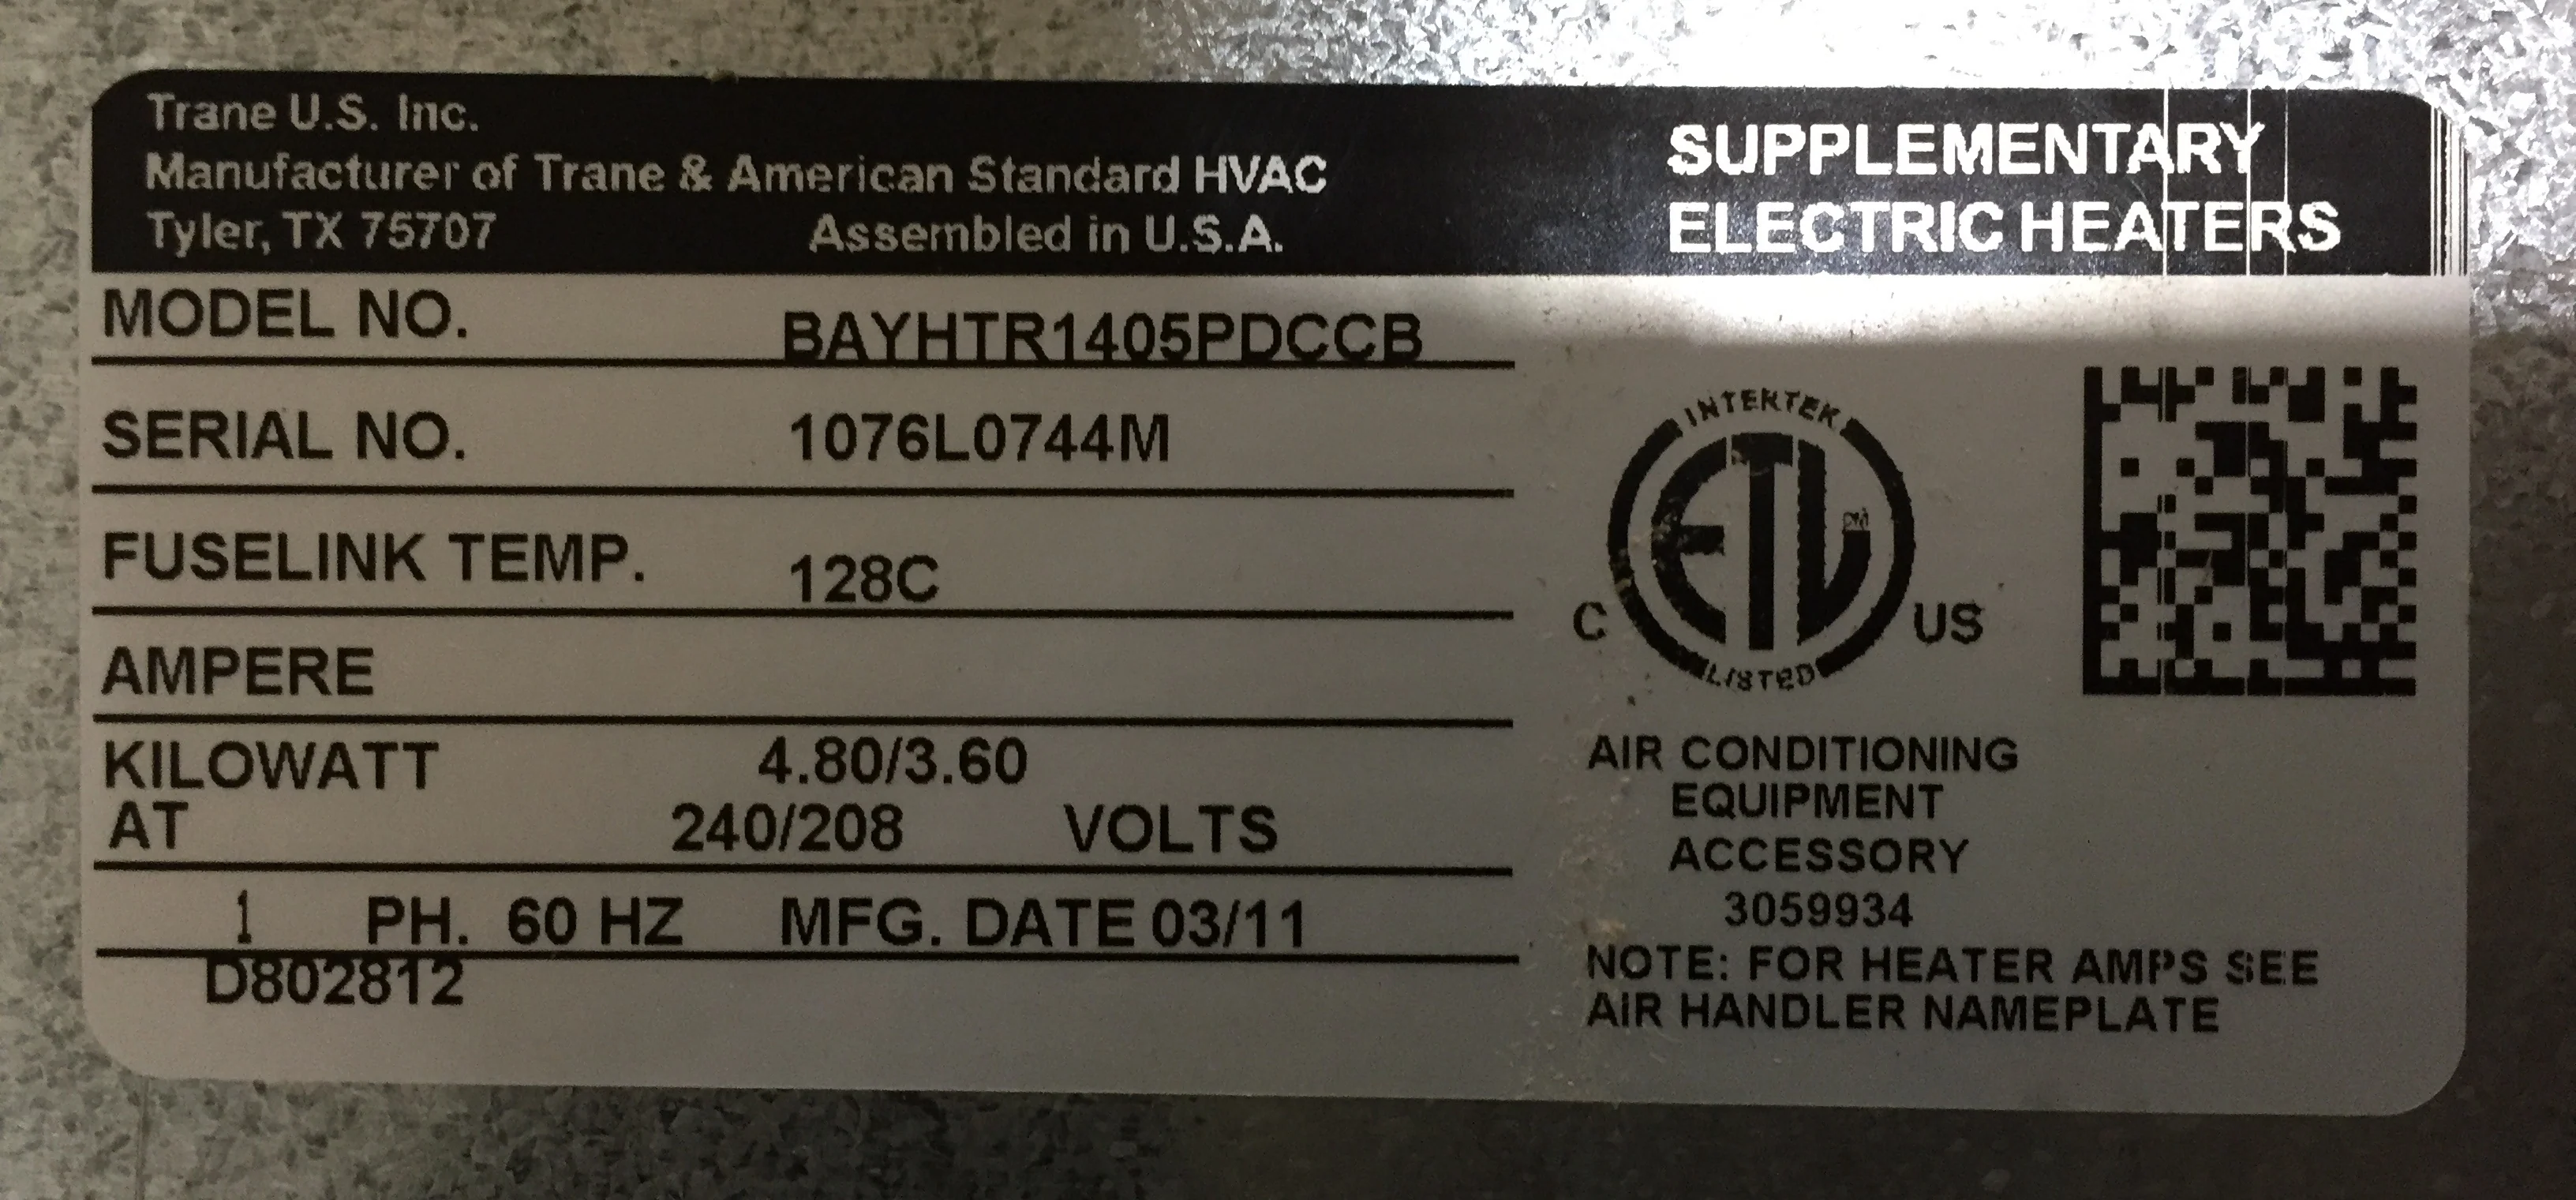 Trane U.S. Inc.
Manufacturer of Trane & American Standard HVAC
Tyler, TX 75707 Assembled in U.S.A.
SUPPLEMENTARY
ELECTRIC HEATERS
MODEL NO. BAYHTR1405PDCCB
SERIAL NO. 1076L0744M
FUSELINK TEMP. 128C
AMPERE
KILOWATT 4.80/3.60
AT 240/208 VOLTS
1 PH. 60 HZ MFG. DATE 03/11
D802812
INTERTEK
ETL
C US
LISTED
AIR CONDITIONING
EQUIPMENT
ACCESSORY
3059934
NOTE: FOR HEATER AMPS SEE
AIR HANDLER NAMEPLATE